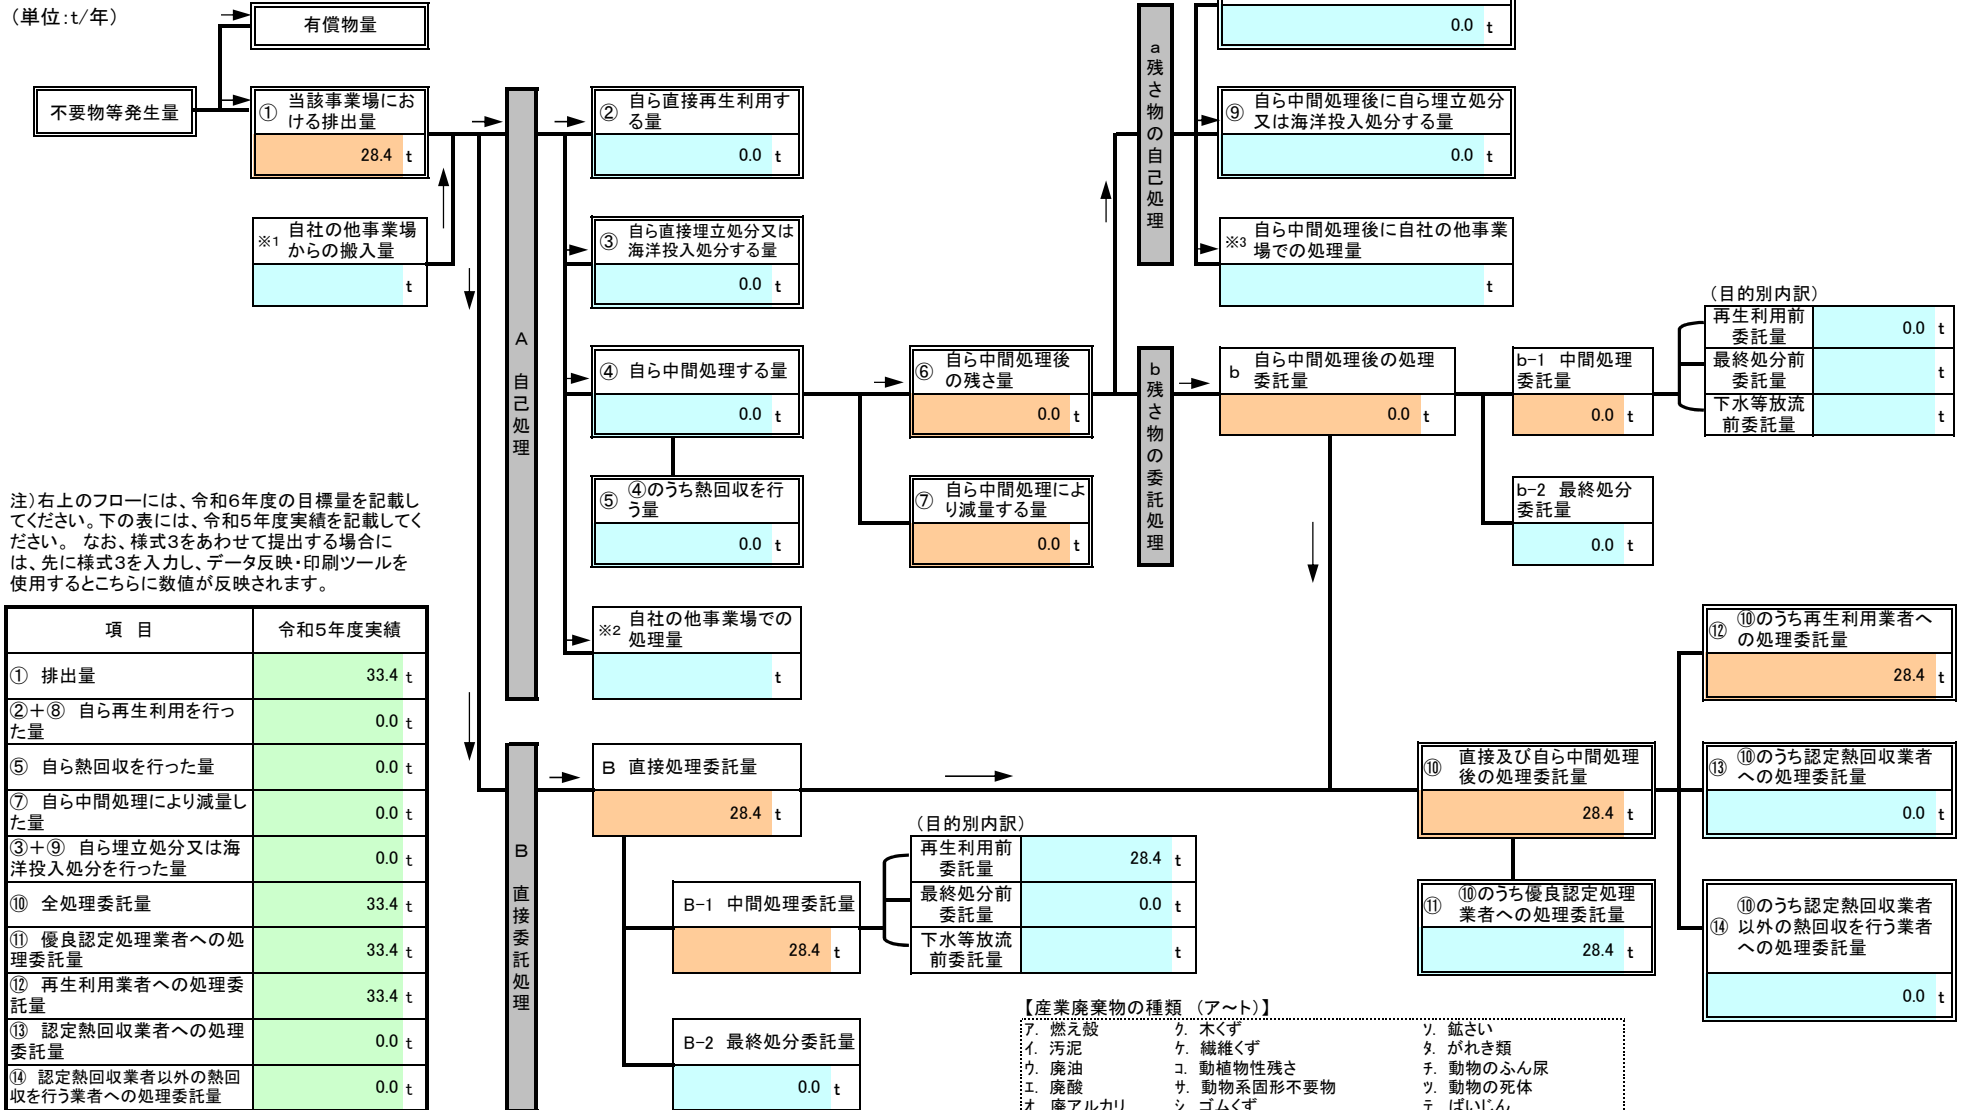 （単位：t/年）
有償物量
不要物等発生量
① 当該事業場にお
ける排出量
28.4 t
※1 自社の他事業場
からの搬入量
t
A 自己処理
② 自ら直接再生利用す
る量
0.0 t
③ 自ら直接埋立処分又は
海洋投入処分する量
0.0 t
④ 自ら中間処理する量
0.0 t
⑤ ④のうち熱回収を行
う量
0.0 t
※2 自社の他事業場での
処理量
t
⑥ 自ら中間処理後
の残さ量
0.0 t
⑦ 自ら中間処理によ
り減量する量
0.0 t
a残さ物の自己処理
0.0 t
⑨ 自ら中間処理後に自ら埋立処分
又は海洋投入処分する量
0.0 t
※3 自ら中間処理後に自社の他事業
場での処理量
t
b残さ物の委託処理
b 自ら中間処理後の処理
委託量
0.0 t
b-1 中間処理
委託量
0.0 t
（目的別内訳）
再生利用前
委託量
0.0 t
最終処分前
委託量
t
下水等放流
前委託量
t
b-2 最終処分
委託量
0.0 t
注）右上のフローには、令和６年度の目標量を記載し
てください。下の表には、令和５年度実績を記載してく
ださい。 なお、様式３をあわせて提出する場合に
は、先に様式３を入力し、データ反映・印刷ツールを
使用するとこちらに数値が反映されます。
項 目 令和５年度実績
① 排出量 33.4 t
②＋⑧ 自ら再生利用を行っ
た量 0.0 t
⑤ 自ら熱回収を行った量 0.0 t
⑦ 自ら中間処理により減量し
た量 0.0 t
③＋⑨ 自ら埋立処分又は海
洋投入処分を行った量 0.0 t
⑩ 全処理委託量 33.4 t
⑪ 優良認定処理業者への処
理委託量 33.4 t
⑫ 再生利用業者への処理委
託量 33.4 t
⑬ 認定熱回収業者への処理
委託量 0.0 t
⑭ 認定熱回収業者以外の熱回
収を行う業者への処理委託量 0.0 t
B 直接委託処理
B 直接処理委託量
28.4 t
B-1 中間処理委託量
28.4 t
（目的別内訳）
再生利用前
委託量
28.4 t
最終処分前
委託量
0.0 t
下水等放流
前委託量
t
B-2 最終処分委託量
0.0 t
⑩ 直接及び自ら中間処理
後の処理委託量
28.4 t
⑪ ⑩のうち優良認定処理
業者への処理委託量
28.4 t
⑫ ⑩のうち再生利用業者へ
の処理委託量
28.4 t
⑬ ⑩のうち認定熱回収業者
への処理委託量
0.0 t
⑭ ⑩のうち認定熱回収業者
以外の熱回収を行う業者
への処理委託量
0.0 t
【産業廃棄物の種類 （ア～ト）】
ｱ. 燃え殻 ｸ. 木くず ｿ. 鉱さい
ｲ. 汚泥 ｹ. 繊維くず ﾀ. がれき類
ｳ. 廃油 ｺ. 動植物性残さ ﾁ. 動物のふん尿
ｴ. 廃酸 ｻ. 動物系固形不要物 ﾂ. 動物の死体
ｵ. 廃アルカリ ｼ. ゴムくず ﾃ. ばいじん